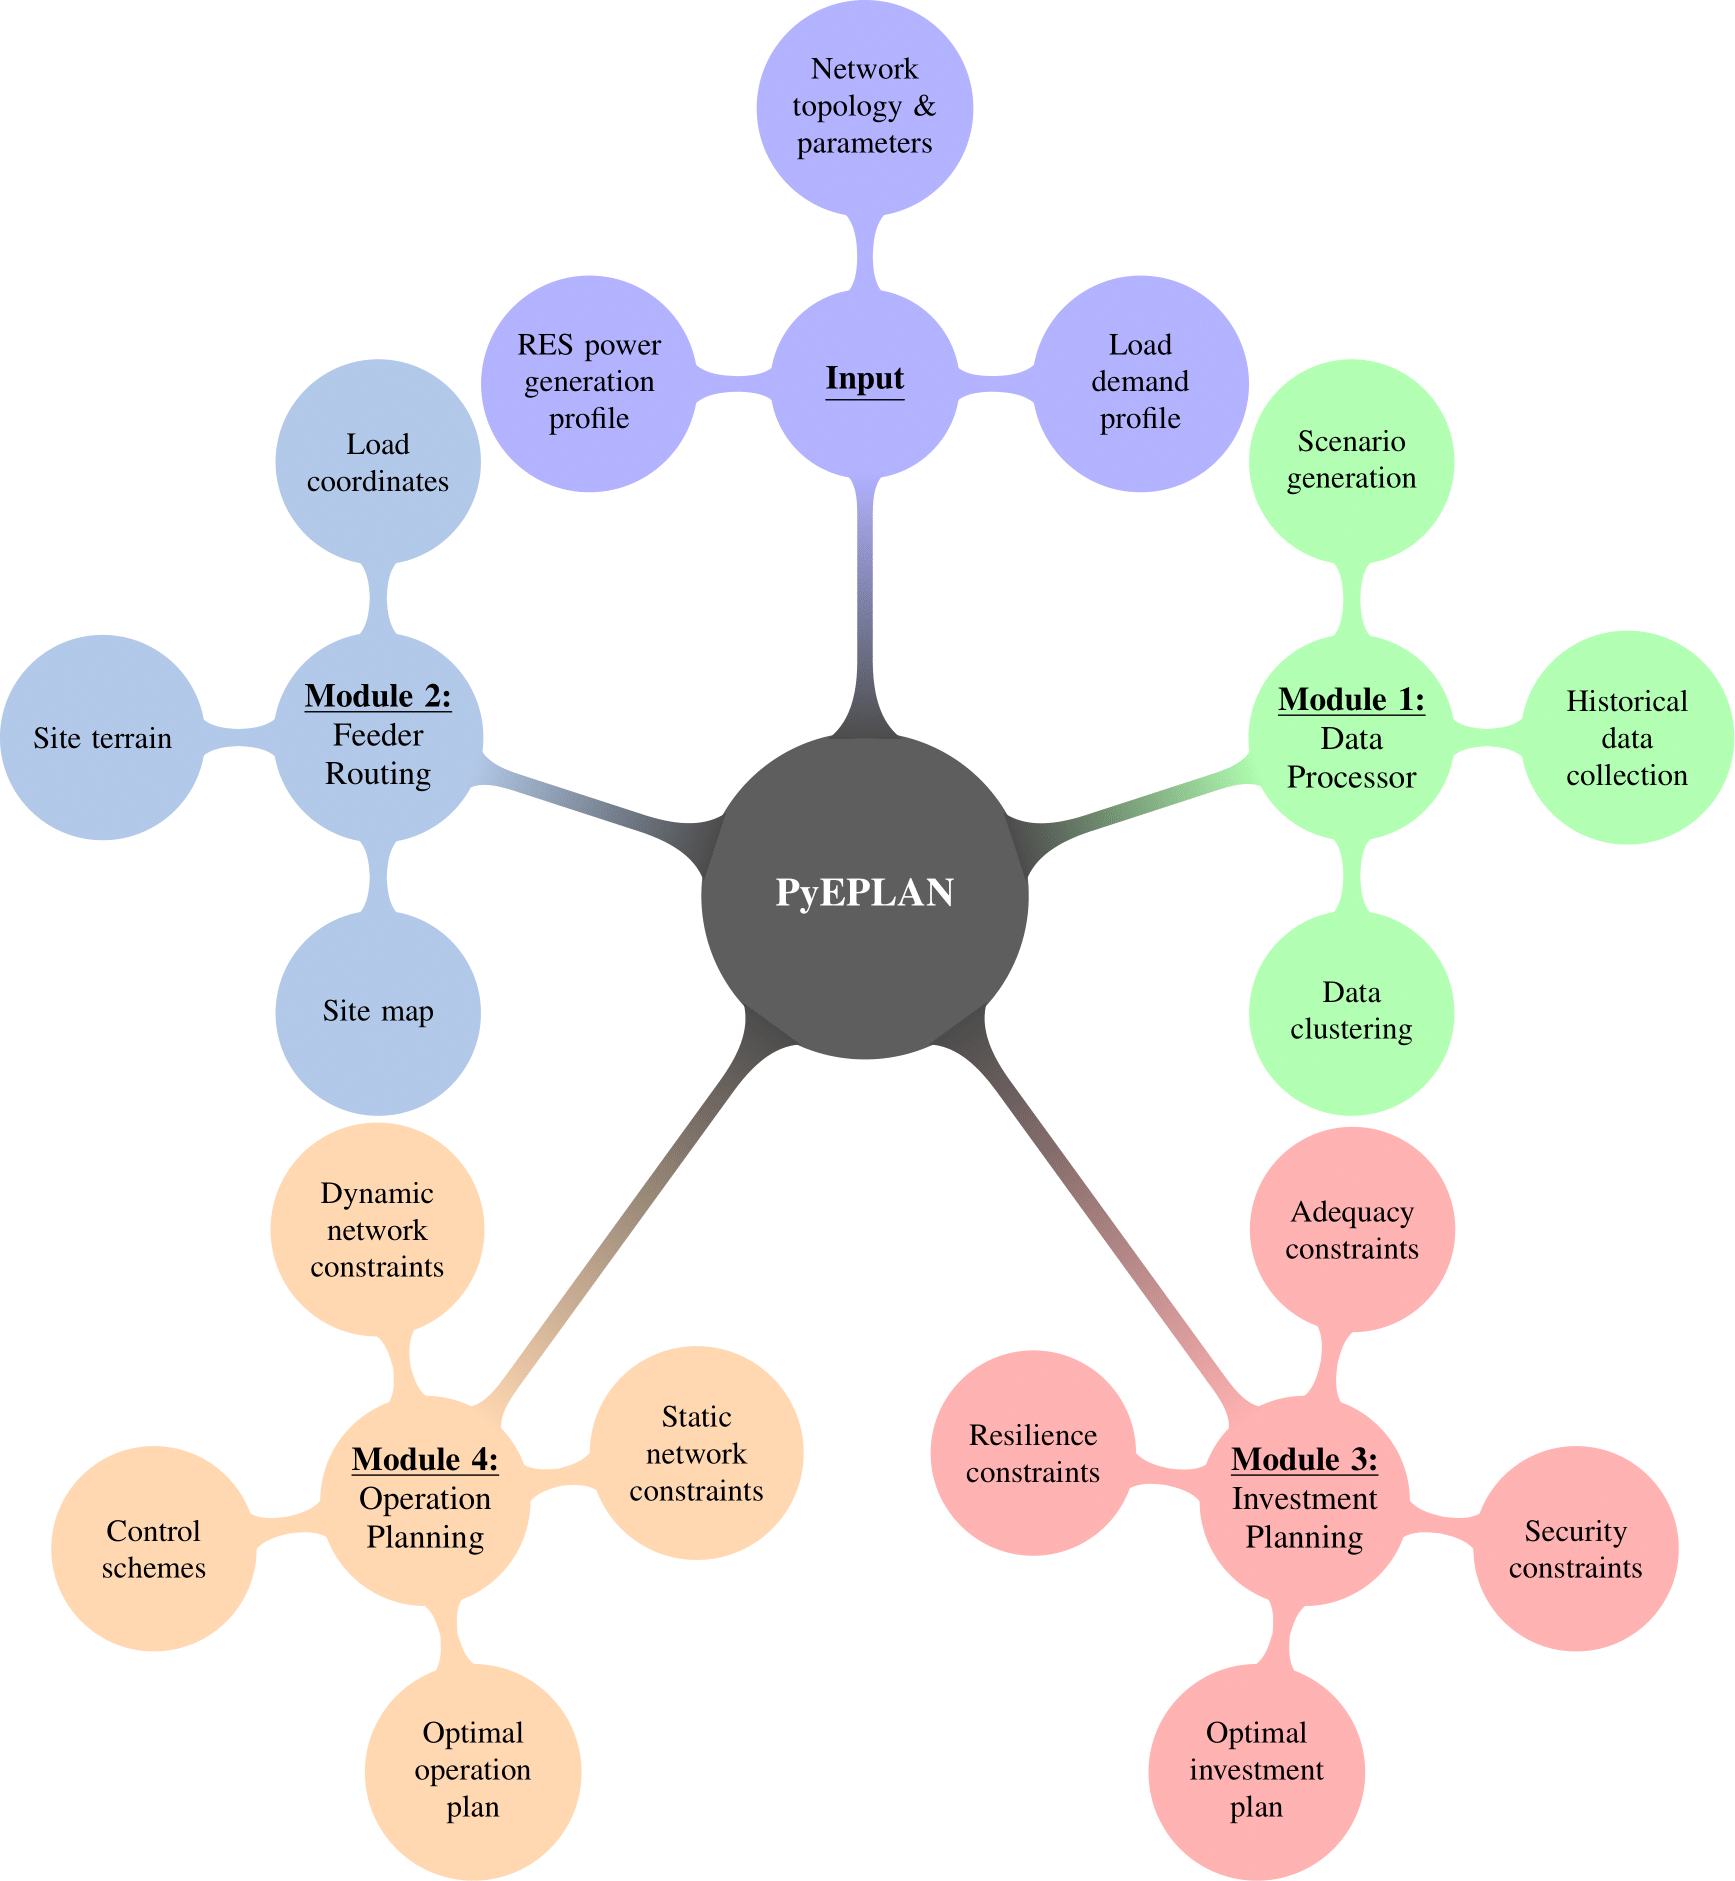 Network
topology &
parameters
RES power
generation
profile
Input
Load
demand
profile
Load
coordinates
Scenario
generation
Site terrain
Module 2:
Feeder
Routing
Module 1:
Data
Processor
Historical
data
collection
PyEPLAN
Site map
Data
clustering
Dynamic
network
constraints
Adequacy
constraints
Static
network
constraints
Resilience
constraints
Module 4:
Operation
Planning
Module 3:
Investment
Planning
Control
schemes
Security
constraints
Optimal
operation
plan
Optimal
investment
plan